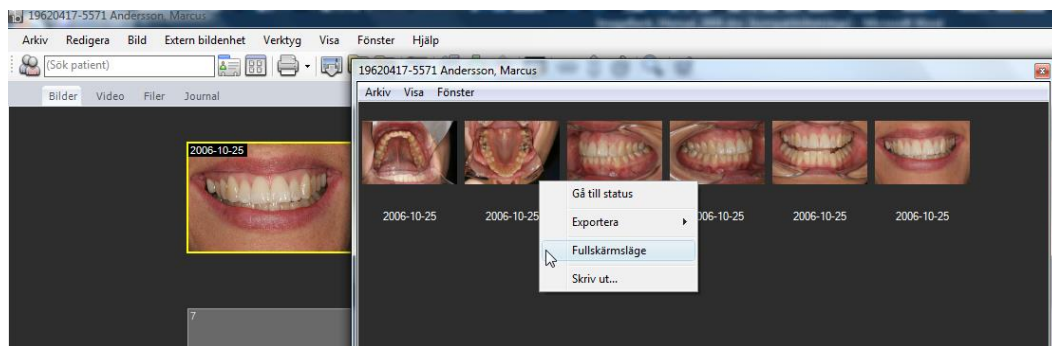 19620417-5571 Andersson, Marcus
Arkiv Redigera Bild Extern bildenhet Verktyg Visa Fönster Hjälp
(Sök patient)
Bilder Video Filer Journal
2006-10-25
7
19620417-5571 Andersson, Marcus
Arkiv Visa Fönster
2006-10-25 2006-10-25 006-10-25 2006-10-25 2006-10-25
Gå till status
Exportera
Fullskärmsläge
Skriv ut...